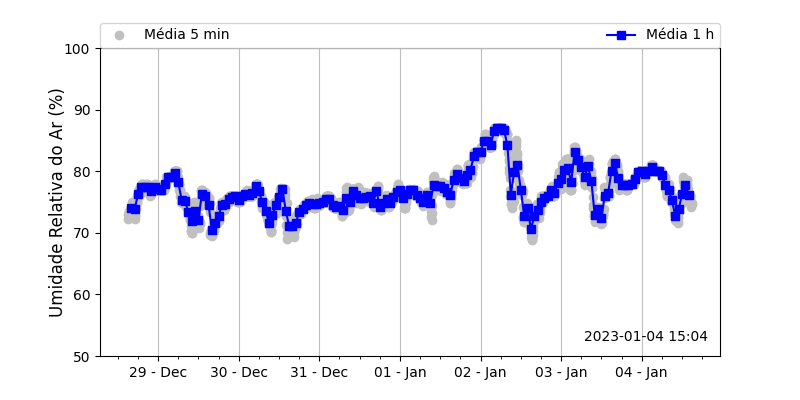 Média 5 min
Média 1 h
100
90
80
70
60
50
Umidade Relativa do Ar (%)
2023-01-04 15:04
29 - Dec
30 - Dec
31 - Dec
01 - Jan
02 - Jan
03 - Jan
04 - Jan